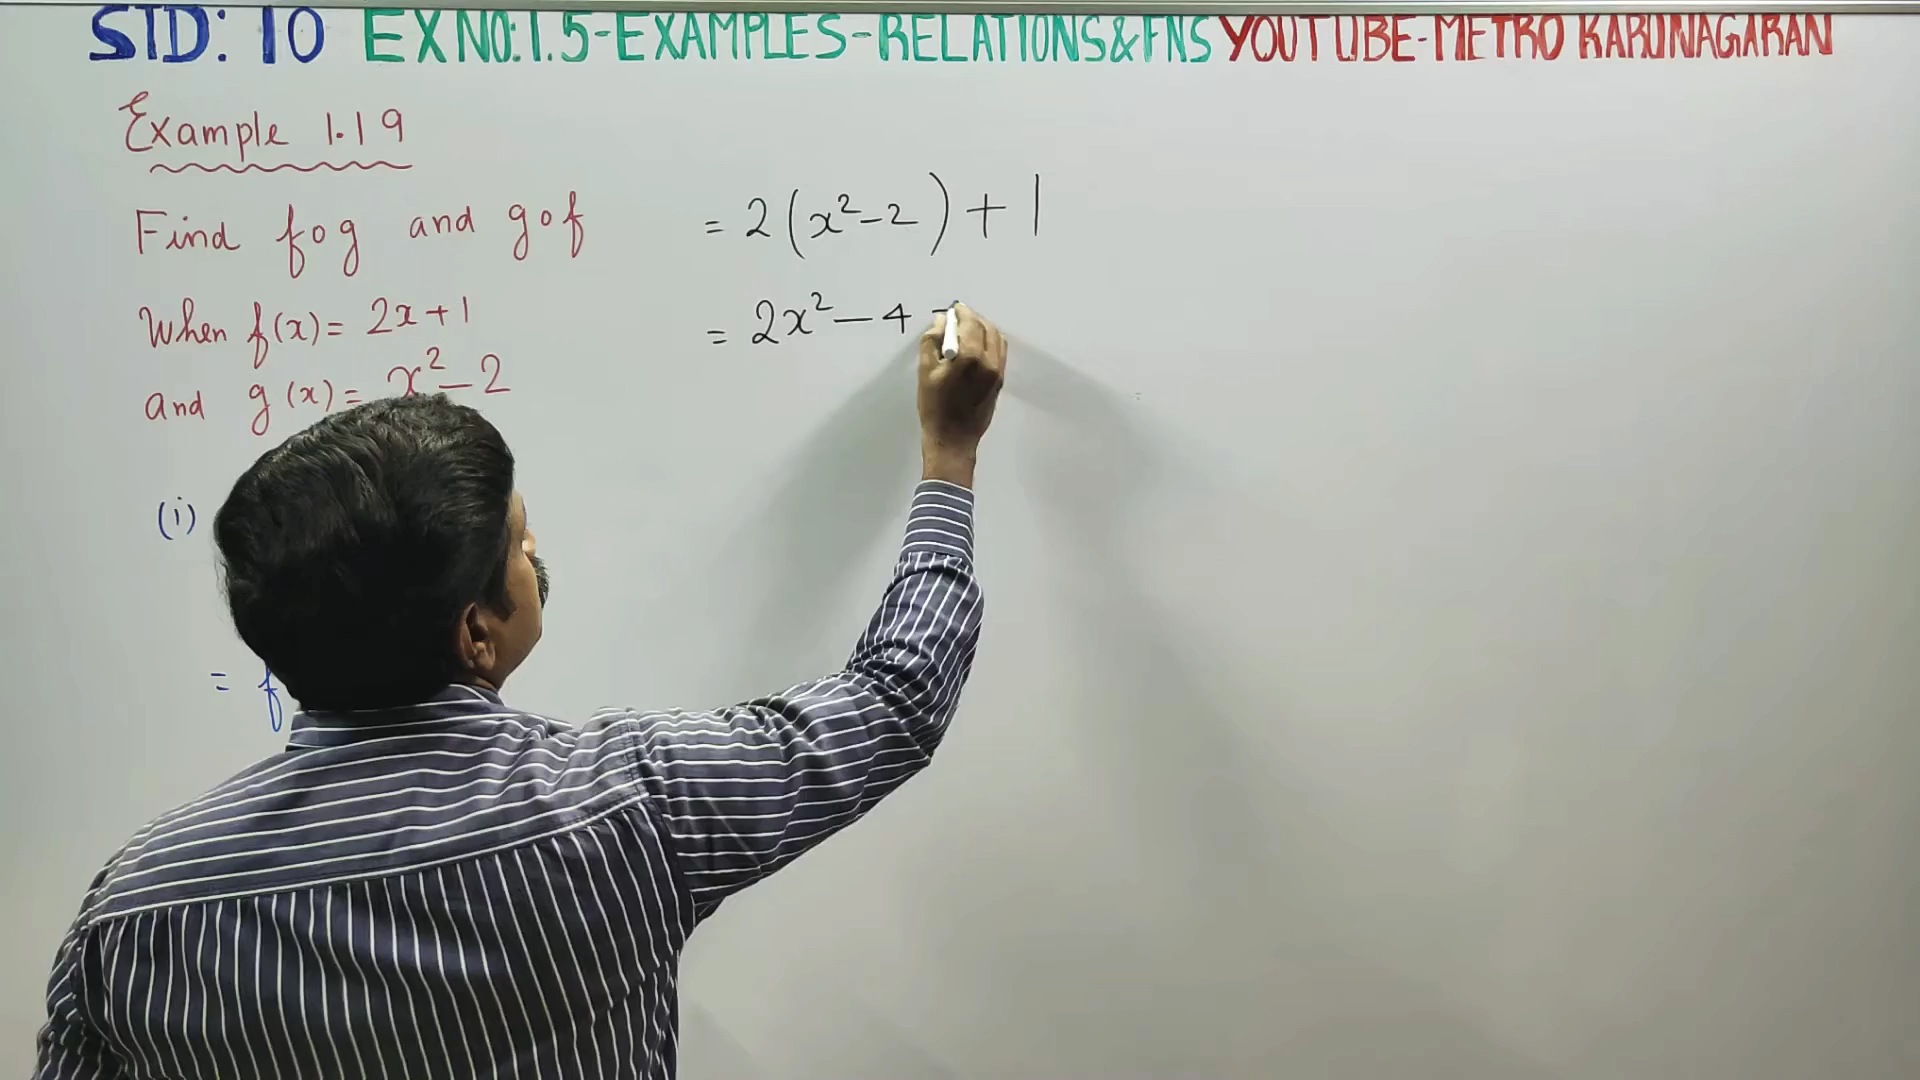 STD: 10 EX NO:1.5-EXAMPLES-RELATIONS&FNS YOUTUBE-METRO KARUNAGARAN
Example 1.19
Find fog and gof
When f(x)= 2x+1
and g(x)= x²-2
(i)
= f
= 2(x²-2)+1
= 2x²-4